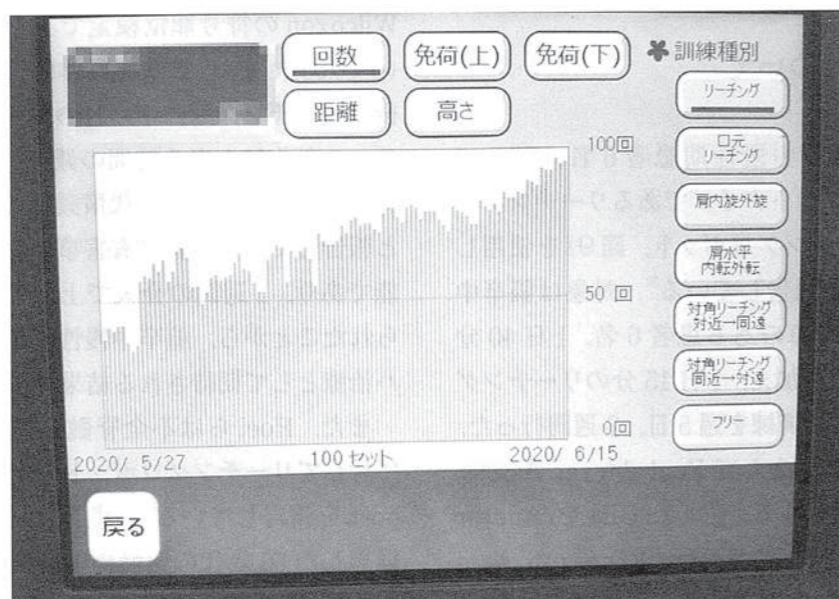 回数
免荷(上)
免荷(下)
訓練種別
距離
高さ
リーチング
口元
リーチング
肩内旋外旋
肩水平
内転外転
対角リーチング
対近→同遠
対角リーチング
同近→対遠
フリー
100回
50 回
0回
2020/ 5/27
100 セット
2020/ 6/15
戻る